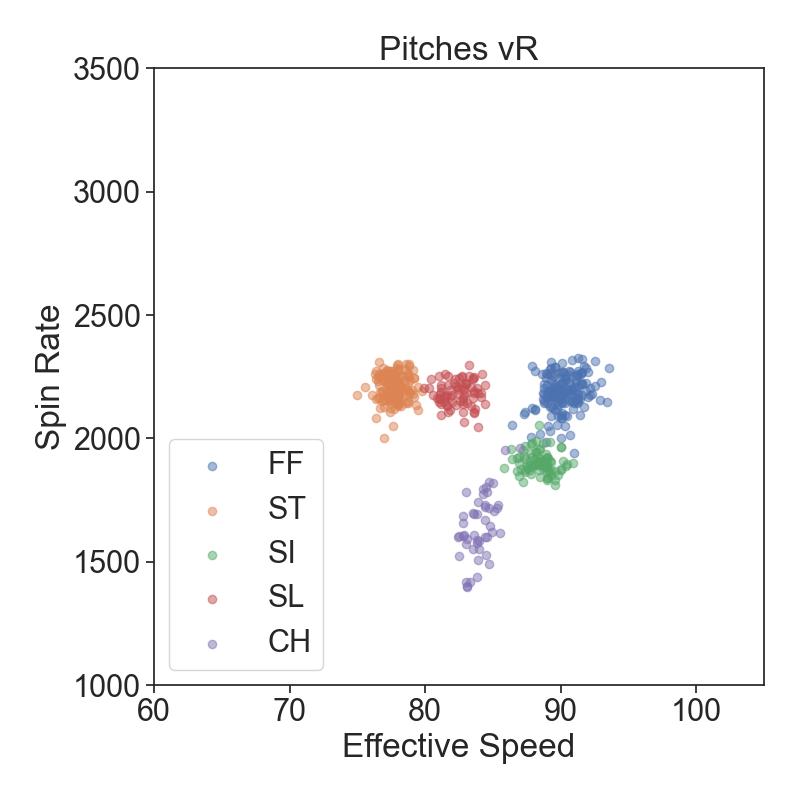 Pitches vR
3500
3000
2500
2000
1500
1000
Spin Rate
FF
ST
SI
SL
CH
60 70 80 90 100
Effective Speed